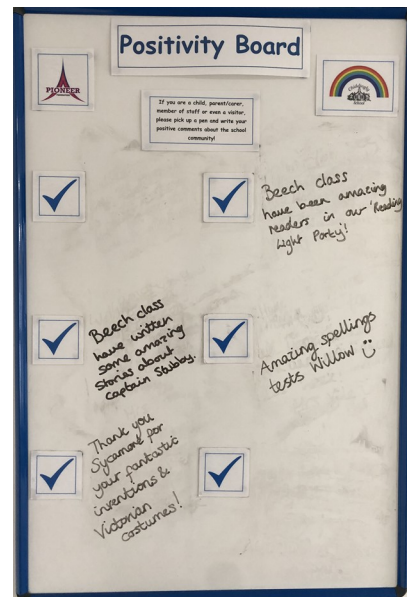 Positivity Board
PIONEER
If you are a child, parent/carer,
member of staff or even a visitor,
please pick up a pen and write your
positive comments about the school
community!
School
Beech class
have been amazing
readers in our 'Reading
Light Party'!
Beech class
have written
some amazing
stories about
Captain Stubby.
Amazing spellings
tests Willow
Thank you
Sycamore for
your fantastic
inventions &
Victorian
costumes!